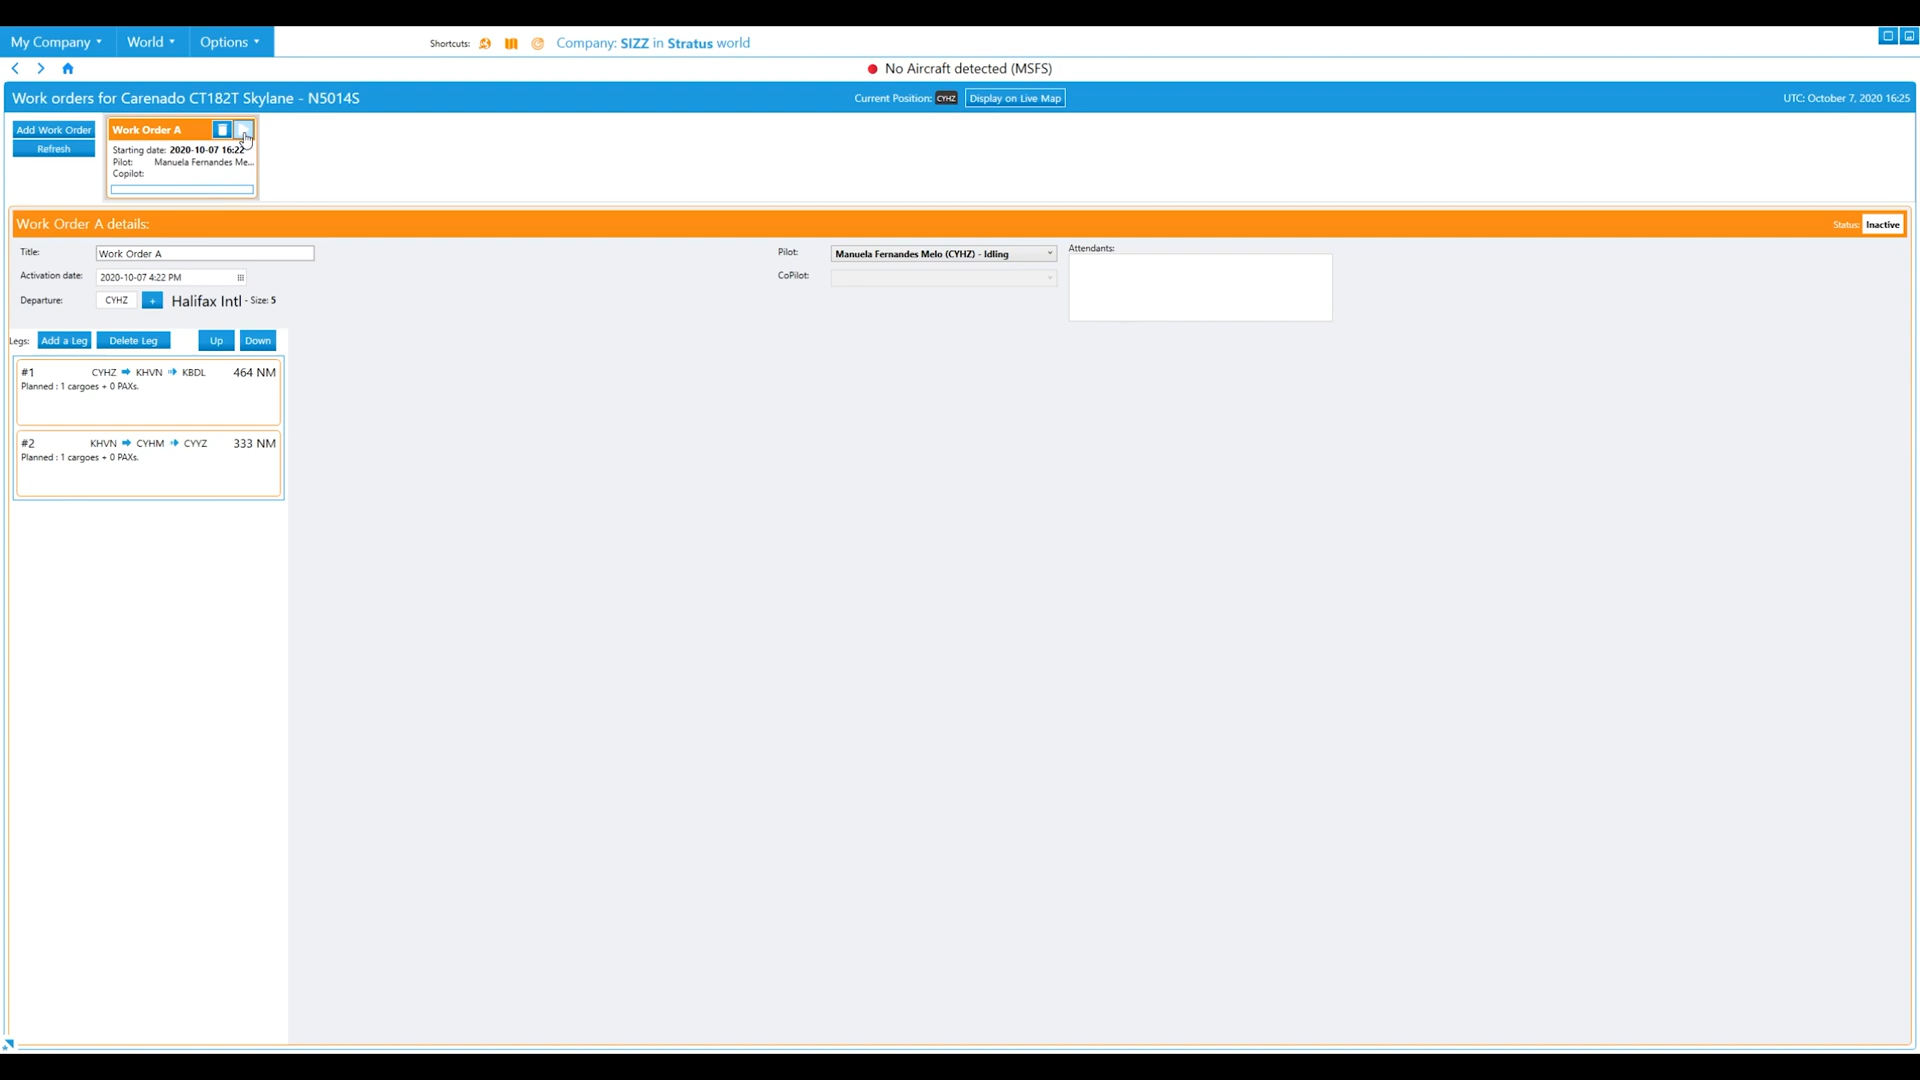 My Company World Options Shortcuts: Company: SIZZ in Stratus world
No Aircraft detected (MSFS)
Work orders for Carenado CT182T Skylane - N5014S Current Position: CYHZ Display on Live Map UTC: October 7, 2020 16:25
Add Work Order Work Order A
Refresh Starting date: 2020-10-07 16:22
Pilot: Manuela Fernandes Me...
Copilot:
Work Order A details: Status: Inactive
Title: Work Order A Pilot: Manuela Fernandes Melo (CYHZ) - Idling Attendants:
Activation date: 2020-10-07 4:22 PM CoPilot:
Departure: CYHZ + Halifax Intl - Size: 5
Legs: Add a Leg Delete Leg Up Down
#1 CYHZ KHVN KBDL 464 NM
Planned : 1 cargoes + 0 PAXs.
#2 KHVN CYHM CYYZ 333 NM
Planned : 1 cargoes + 0 PAXs.